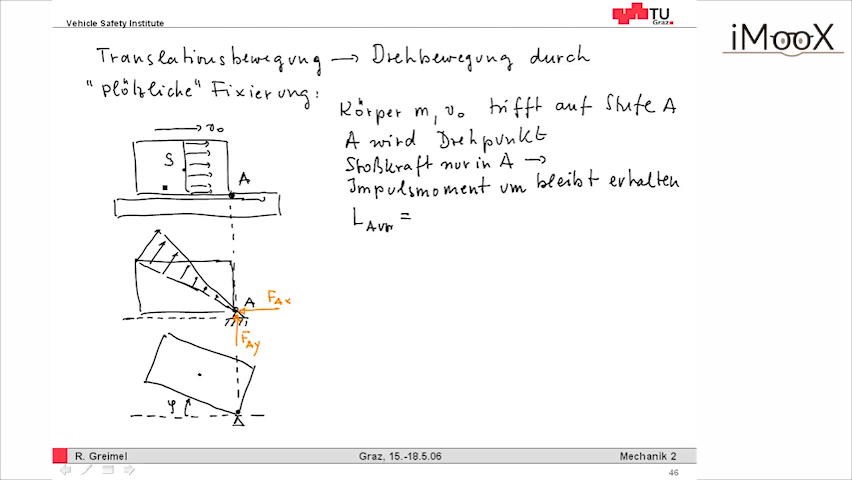 Vehicle Safety Institute
TU
Graz
iMooX
Translationsbewegung → Drehbewegung durch
"plötzliche" Fixierung:
Körper m, v₀ trifft auf Stufe A
A wird Drehpunkt
Stoßkraft nur in A →
Impulsmoment um bleibt erhalten
L_Avor =
v₀
S
A
A
F_Ax
F_Ay
φ
R. Greimel Graz, 15.-18.5.06 Mechanik 2
46